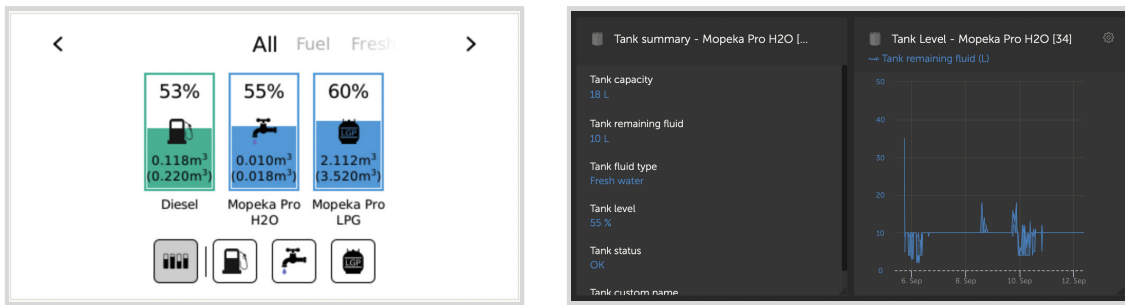 < All Fuel Fresh >
53% 55% 60%
LGP
0.118m³ 0.010m³ 2.112m³
(0.220m³) (0.018m³) (3.520m³)
Diesel Mopeka Pro Mopeka Pro
H2O LPG
LGP
Tank summary - Mopeka Pro H2O [...
Tank capacity
18 L
Tank remaining fluid
10 L
Tank fluid type
Fresh water
Tank level
55 %
Tank status
OK
Tank custom name
Tank Level - Mopeka Pro H2O [34]
Tank remaining fluid (L)
50
40
30
20
10
0
6. Sep 8. Sep 10. Sep 12. Sep